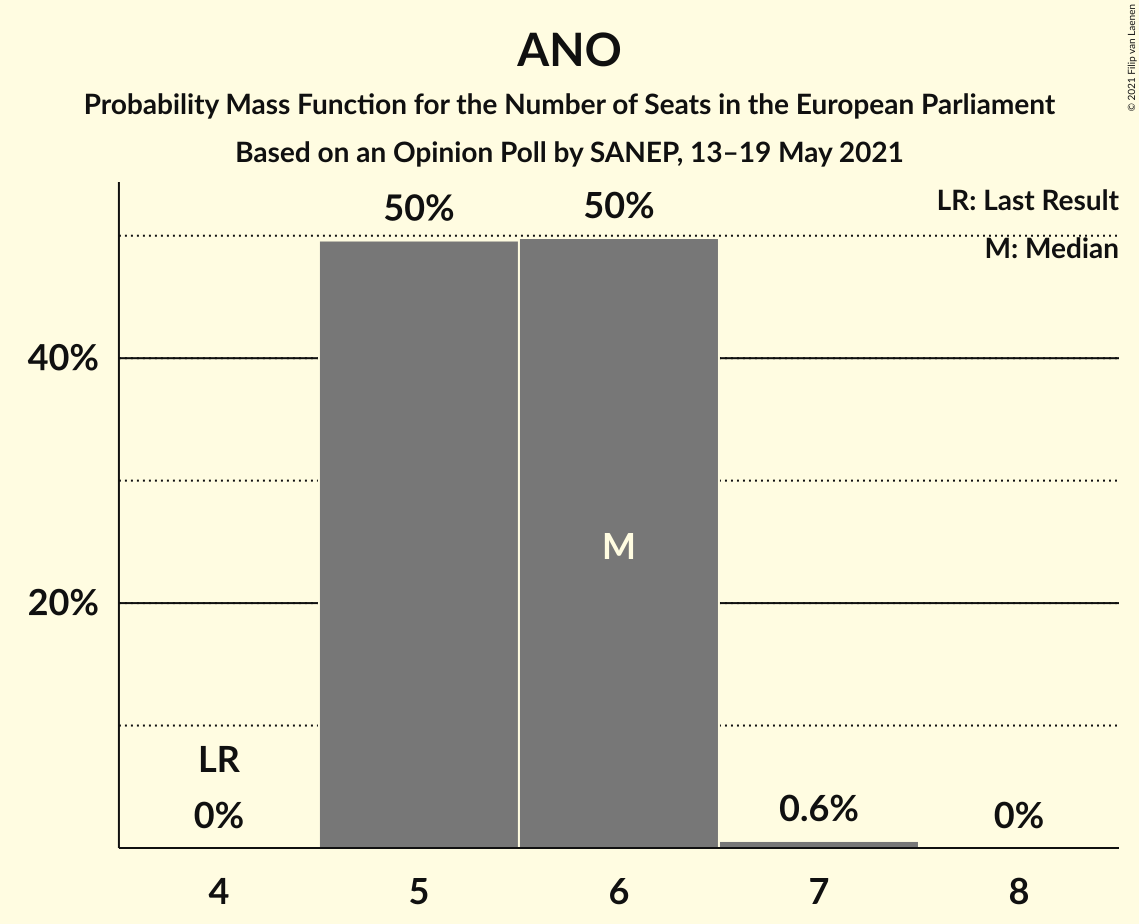 ANO
Probability Mass Function for the Number of Seats in the European Parliament
Based on an Opinion Poll by SANEP, 13–19 May 2021
© 2021 Filip van Laenen
LR: Last Result
M: Median
50%
50%
40%
20%
M
LR
0%
0.6%
0%
4
5
6
7
8